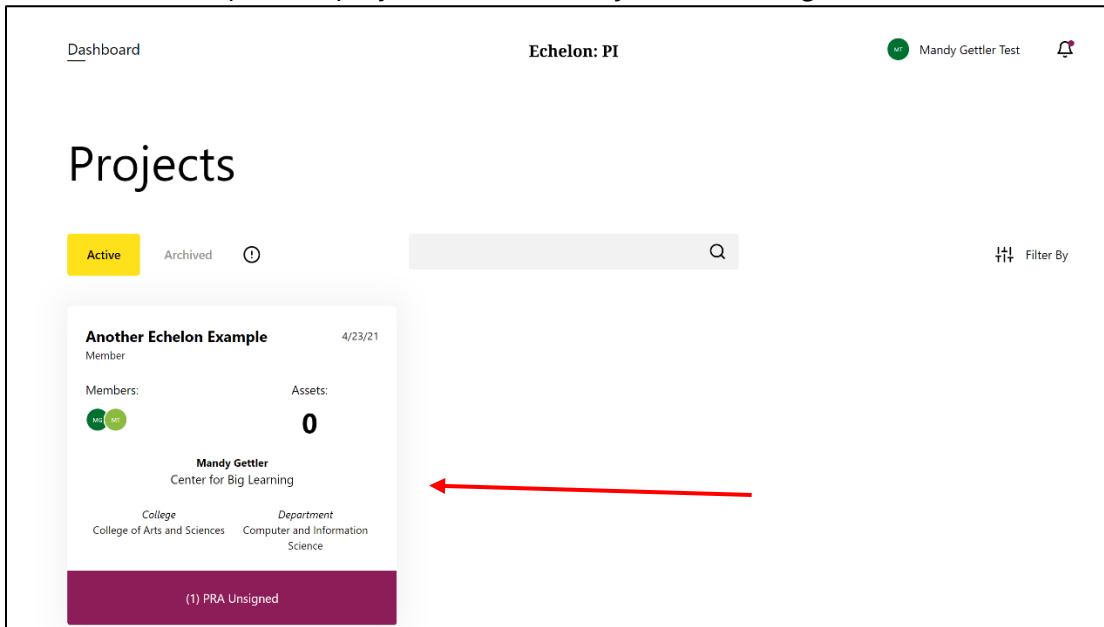 Dashboard
Echelon: PI
MT Mandy Gettler Test
Projects
Active
Archived
Filter By
Another Echelon Example 4/23/21
Member
Members: Assets:
MG MT
0
Mandy Gettler
Center for Big Learning
College Department
College of Arts and Sciences Computer and Information
Science
(1) PRA Unsigned